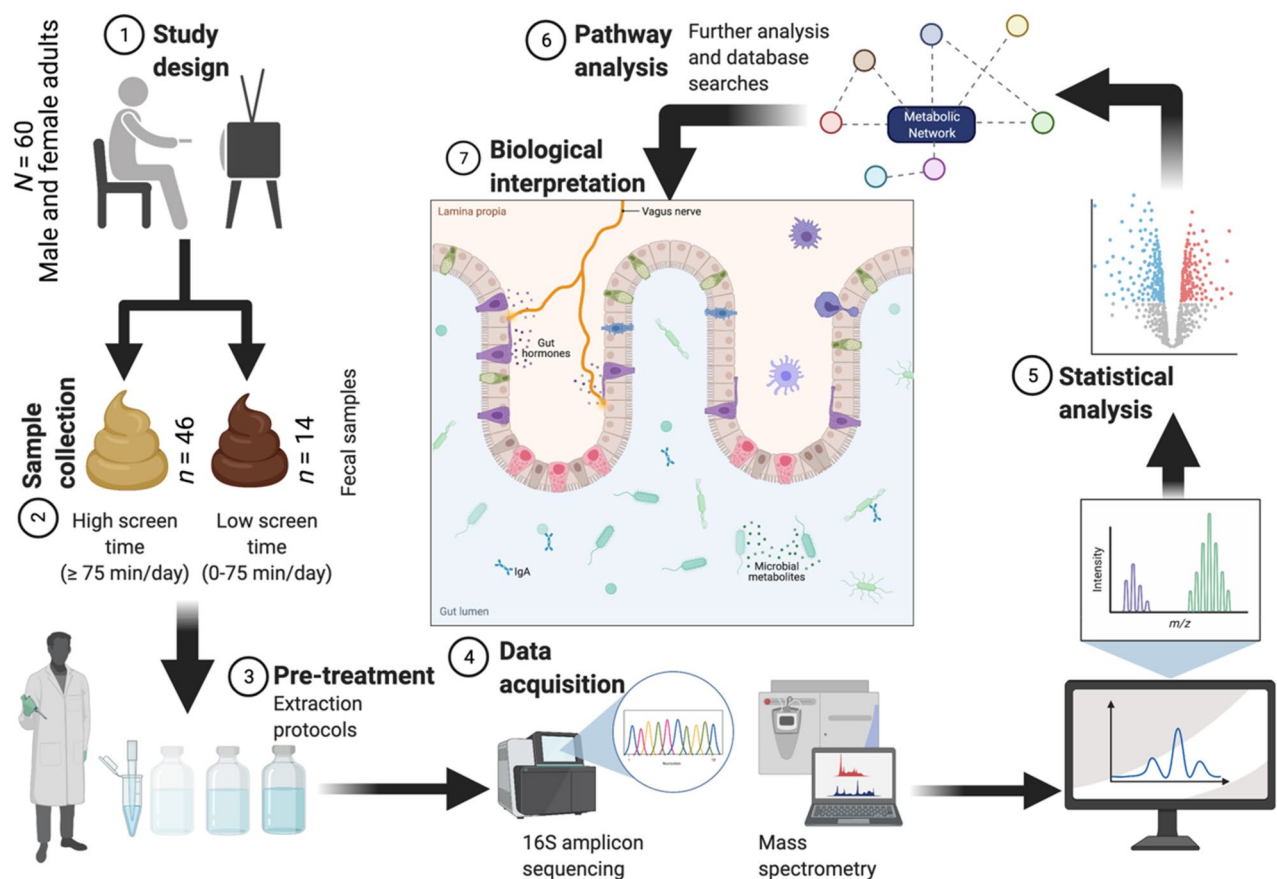 1
Study
design
N = 60
Male and female adults
Sample
collection
n = 46
n = 14
Fecal samples
2
High screen
time
(≥ 75 min/day)
Low screen
time
(0-75 min/day)
3
Pre-treatment
Extraction
protocols
4
Data
acquisition
Nucleotides
16S amplicon
sequencing
Mass
spectrometry
Intensity
m/z
5
Statistical
analysis
6
Pathway
analysis
Further analysis
and database
searches
Metabolic
Network
7
Biological
interpretation
Lamina propia
Vagus nerve
Gut
hormones
IgA
Microbial
metabolites
Gut lumen